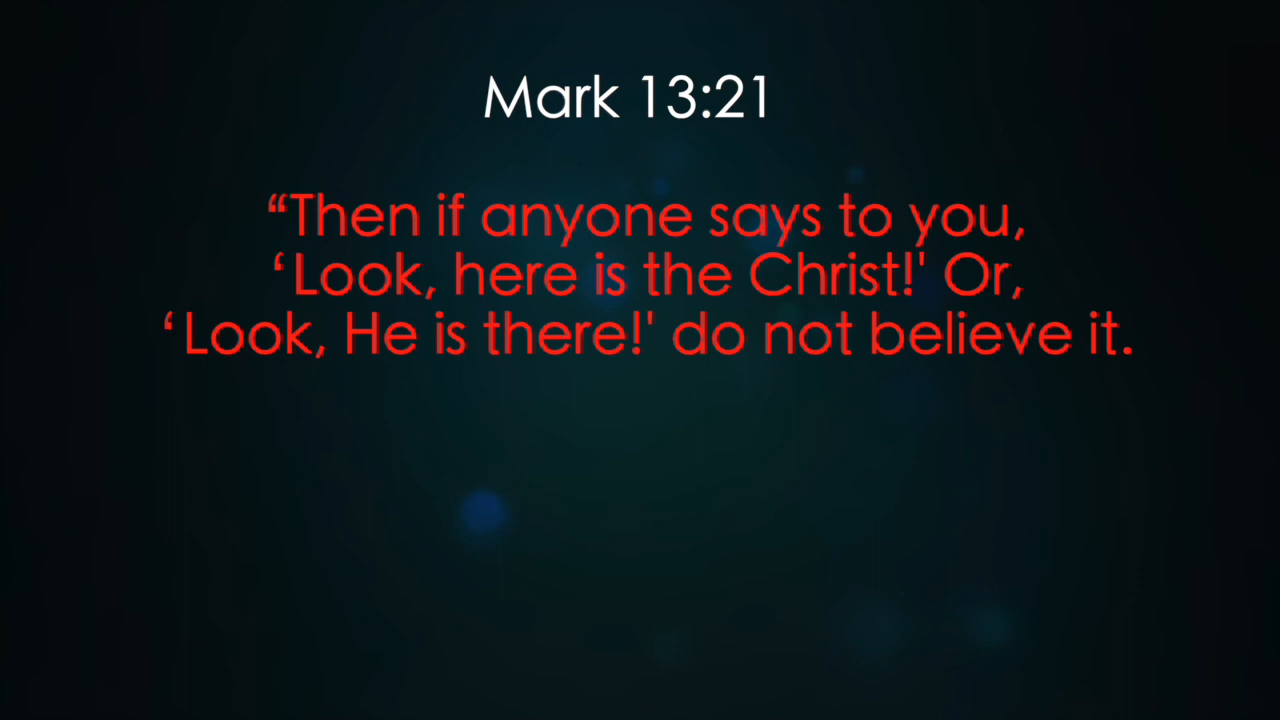 Mark 13:21
“Then if anyone says to you,
‘Look, here is the Christ!' Or,
‘Look, He is there!' do not believe it.